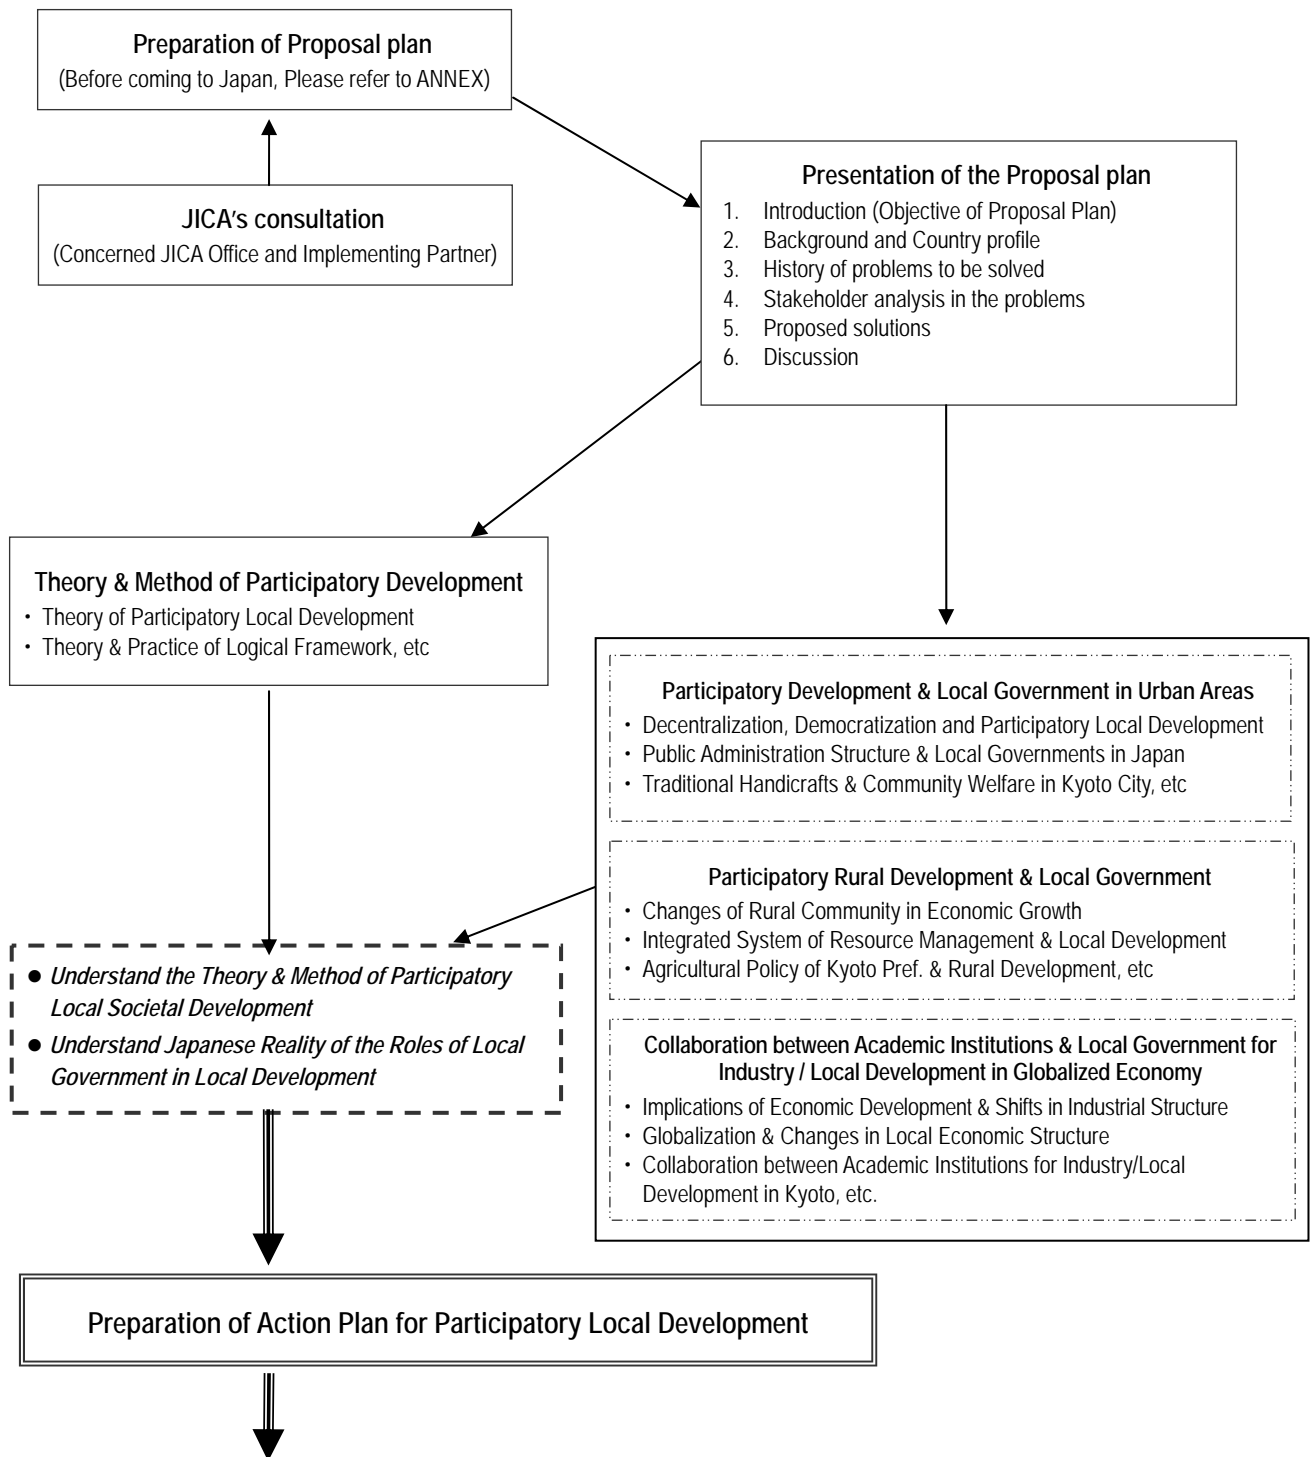 Preparation of Proposal plan
(Before coming to Japan, Please refer to ANNEX)
JICA's consultation
(Concerned JICA Office and Implementing Partner)
Presentation of the Proposal plan
1. Introduction (Objective of Proposal Plan)
2. Background and Country profile
3. History of problems to be solved
4. Stakeholder analysis in the problems
5. Proposed solutions
6. Discussion
Theory & Method of Participatory Development
・ Theory of Participatory Local Development
・ Theory & Practice of Logical Framework, etc
Participatory Development & Local Government in Urban Areas
・ Decentralization, Democratization and Participatory Local Development
・ Public Administration Structure & Local Governments in Japan
・ Traditional Handicrafts & Community Welfare in Kyoto City, etc
Participatory Rural Development & Local Government
・ Changes of Rural Community in Economic Growth
・ Integrated System of Resource Management & Local Development
・ Agricultural Policy of Kyoto Pref. & Rural Development, etc
Collaboration between Academic Institutions & Local Government for
Industry / Local Development in Globalized Economy
・ Implications of Economic Development & Shifts in Industrial Structure
・ Globalization & Changes in Local Economic Structure
・ Collaboration between Academic Institutions for Industry/Local
Development in Kyoto, etc.
● Understand the Theory & Method of Participatory
Local Societal Development
● Understand Japanese Reality of the Roles of Local
Government in Local Development
Preparation of Action Plan for Participatory Local Development